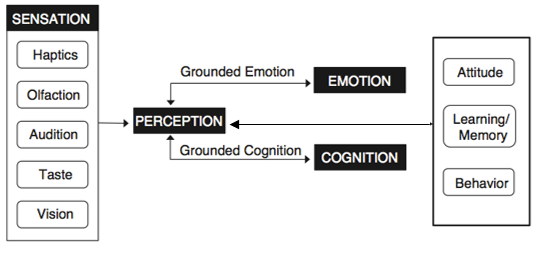 SENSATION
Haptics
Olfaction
Audition
Taste
Vision
PERCEPTION
Grounded Emotion
EMOTION
Grounded Cognition
COGNITION
Attitude
Learning/
Memory
Behavior